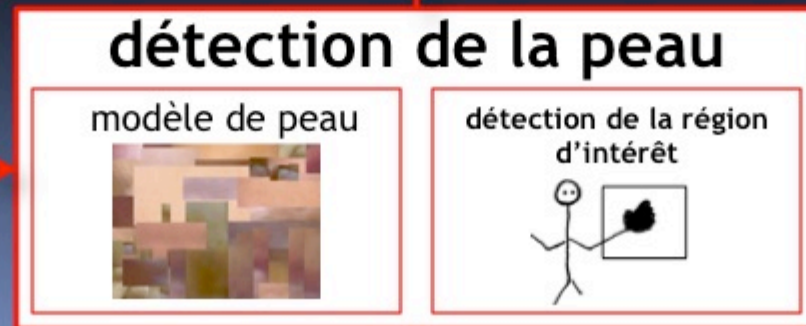 détection de la peau
modèle de peau
détection de la région
d'intérêt